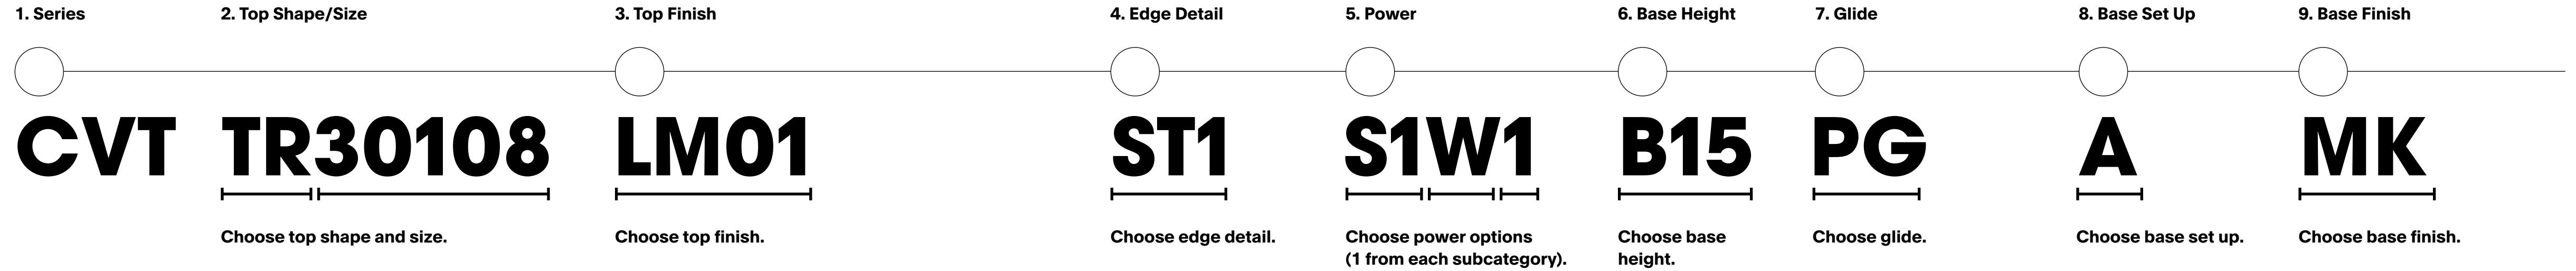 1. Series 2. Top Shape/Size 3. Top Finish 4. Edge Detail 5. Power 6. Base Height 7. Glide 8. Base Set Up 9. Base Finish
CVT TR30108 LM01 ST1 S1W1 B15 PG A MK
Choose top shape and size. Choose top finish. Choose edge detail. Choose power options Choose base Choose glide. Choose base set up. Choose base finish.
(1 from each subcategory). height.